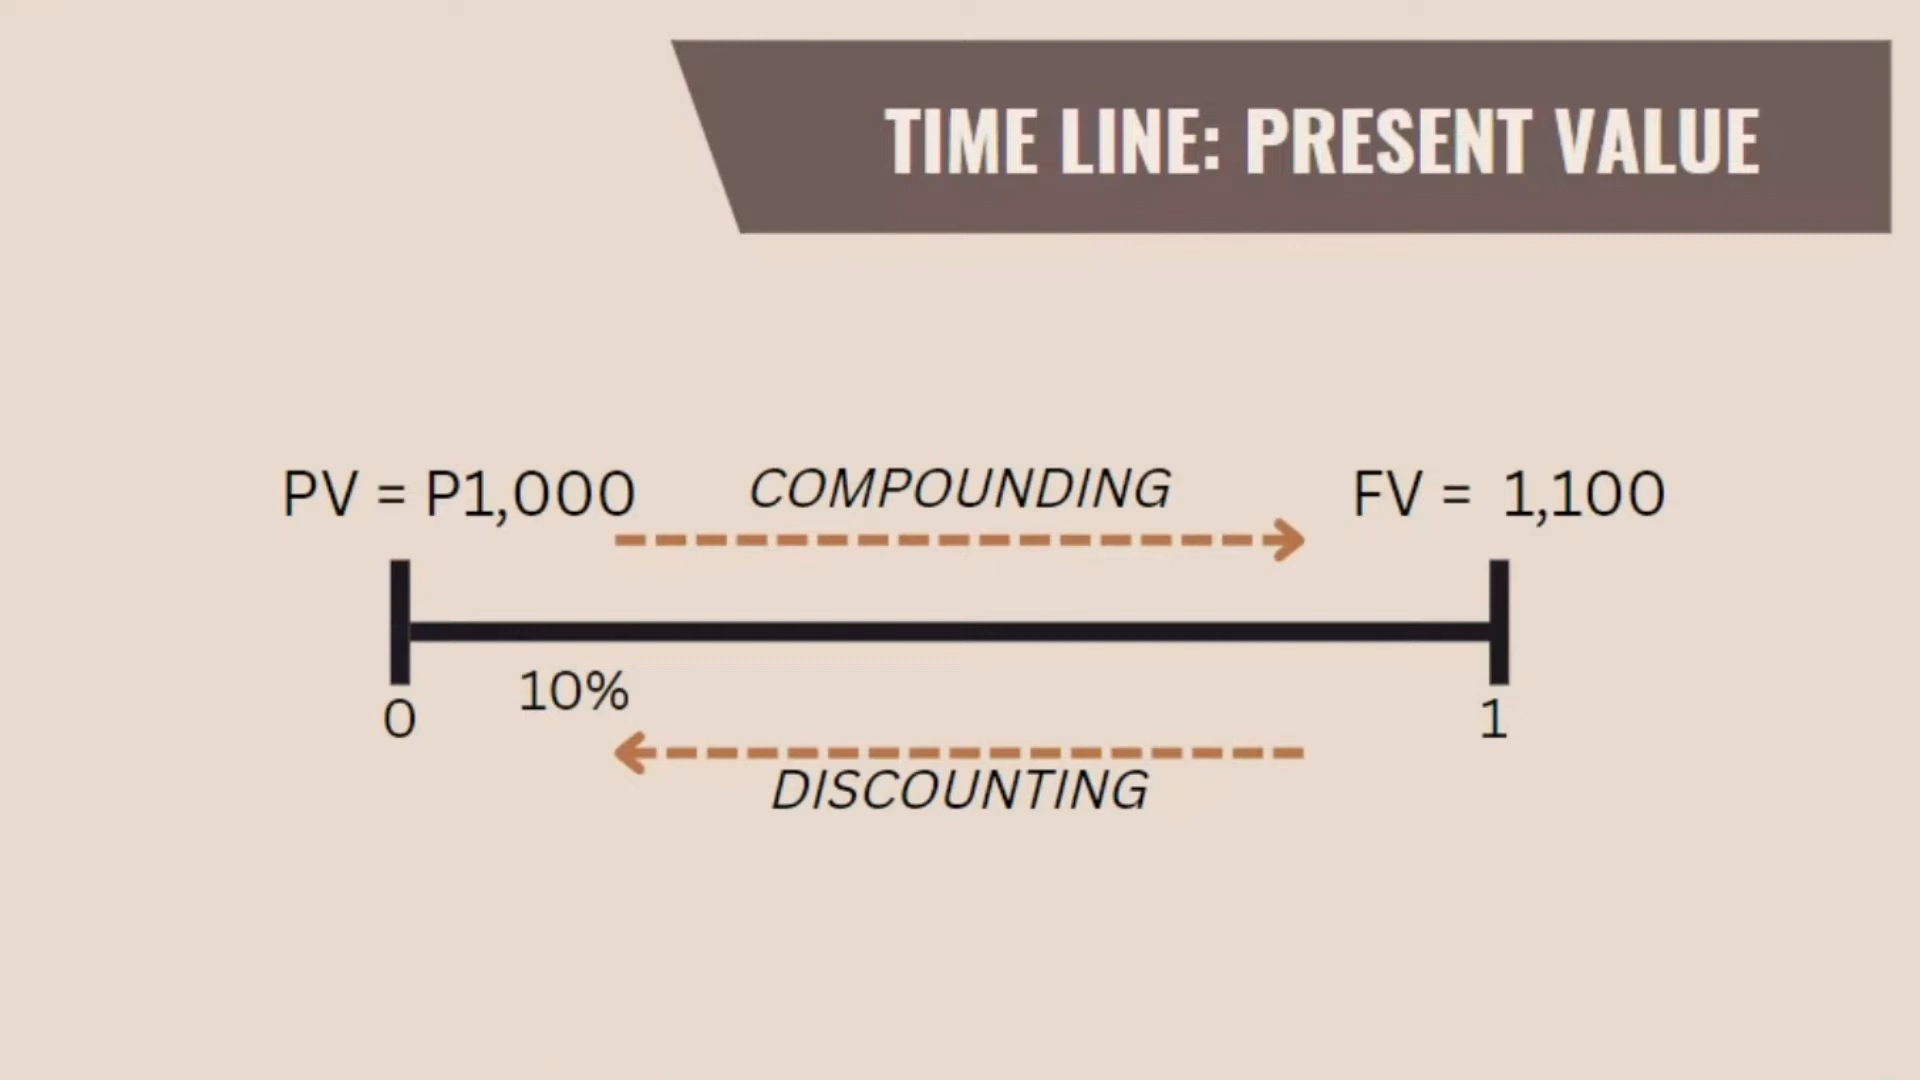 TIME LINE: PRESENT VALUE
PV = P1,000
COMPOUNDING
FV = 1,100
0
10%
1
DISCOUNTING